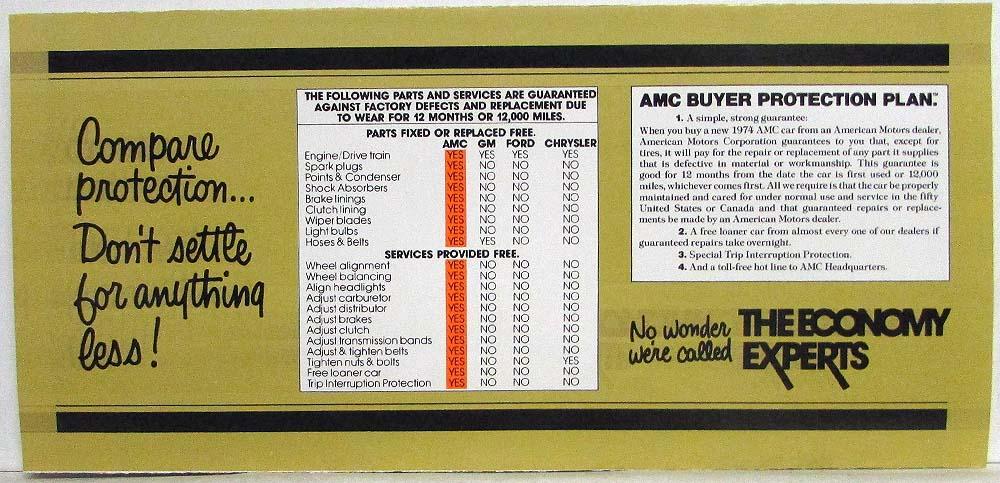 Compare
protection...
Don't settle
for anything
less!
THE FOLLOWING PARTS AND SERVICES ARE GUARANTEED
AGAINST FACTORY DEFECTS AND REPLACEMENT DUE
TO WEAR FOR 12 MONTHS OR 12,000 MILES.
PARTS FIXED OR REPLACED FREE.
AMC GM FORD CHRYSLER
Engine/Drive train YES YES YES YES
Spark plugs YES NO NO NO
Points & Condenser YES NO NO NO
Shock Absorbers YES NO NO NO
Brake linings YES NO NO NO
Clutch lining YES NO NO NO
Wiper blades YES NO NO NO
Light bulbs YES NO NO NO
Hoses & Belts YES YES NO NO
SERVICES PROVIDED FREE.
Wheel alignment YES NO NO NO
Wheel balancing YES NO NO NO
Align headlights YES NO NO NO
Adjust carburetor YES NO NO NO
Adjust distributor YES NO NO NO
Adjust brakes YES NO NO NO
Adjust clutch YES NO NO NO
Adjust transmission bands YES NO NO NO
Adjust & tighten belts YES NO NO NO
Tighten nuts & bolts YES NO NO YES
Free loaner car YES NO NO NO
Trip Interruption Protection YES NO NO NO
AMC BUYER PROTECTION PLAN.™
1. A simple, strong guarantee:
When you buy a new 1974 AMC car from an American Motors dealer,
American Motors Corporation guarantees to you that, except for
tires, it will pay for the repair or replacement of any part it supplies
that is defective in material or workmanship. This guarantee is
good for 12 months from the date the car is first used or 12,000
miles, whichever comes first. All we require is that the car be properly
maintained and cared for under normal use and service in the fifty
United States or Canada and that guaranteed repairs or replace-
ments be made by an American Motors dealer.
2. A free loaner car from almost every one of our dealers if
guaranteed repairs take overnight.
3. Special Trip Interruption Protection.
4. And a toll-free hot line to AMC Headquarters.
No wonder
we're called
THE ECONOMY
EXPERTS